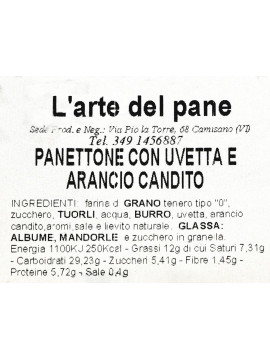 L'arte del pane
Sede Prod. e Neg.: Via Pio la Torre, 68 Camisano (VI)
Tel. 349 1456887
PANETTONE CON UVETTA E
ARANCIO CANDITO
INGREDIENTI: farina di GRANO tenero tipo "0",
zucchero, TUORLI, acqua, BURRO, uvetta, arancio
candito,aromi,sale e lievito naturale. GLASSA:
ALBUME, MANDORLE e zucchero in granella.
Energia 1100KJ 250Kcal - Grassi 12g di cui Saturi 7,31g
- Carboidrati 29,23g - Zuccheri 5,41g - Fibre 1,45g -
Proteine 5,72g - Sale 0,4g